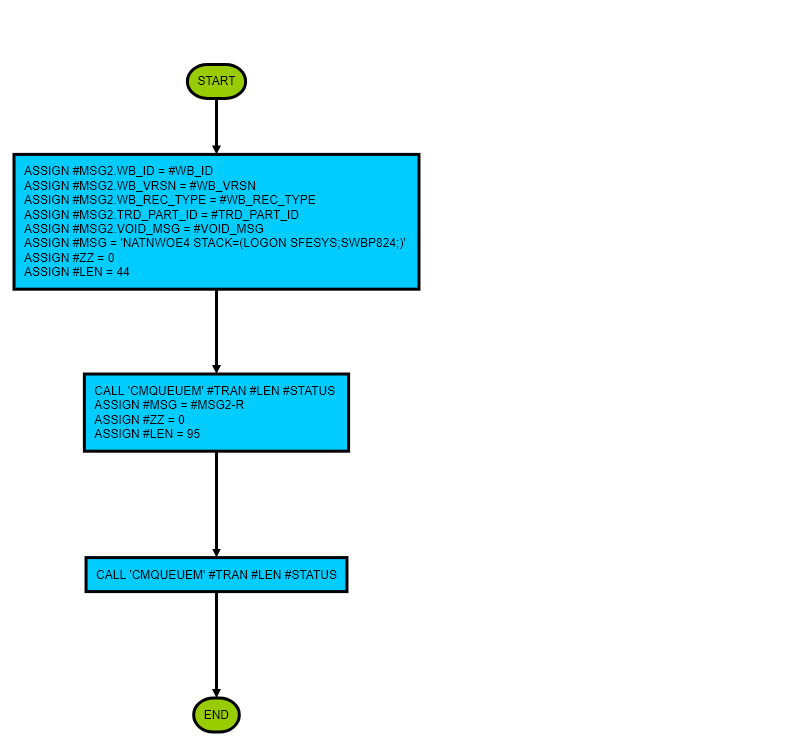 START
ASSIGN #MSG2.WB_ID = #WB_ID
ASSIGN #MSG2.WB_VRSN = #WB_VRSN
ASSIGN #MSG2.WB_REC_TYPE = #WB_REC_TYPE
ASSIGN #MSG2.TRD_PART_ID = #TRD_PART_ID
ASSIGN #MSG2.VOID_MSG = #VOID_MSG
ASSIGN #MSG = 'NATNWOE4 STACK=(LOGON SFESYS;SWBP824;)'
ASSIGN #ZZ = 0
ASSIGN #LEN = 44
CALL 'CMQUEUEM' #TRAN #LEN #STATUS
ASSIGN #MSG = #MSG2-R
ASSIGN #ZZ = 0
ASSIGN #LEN = 95
CALL 'CMQUEUEM' #TRAN #LEN #STATUS
END